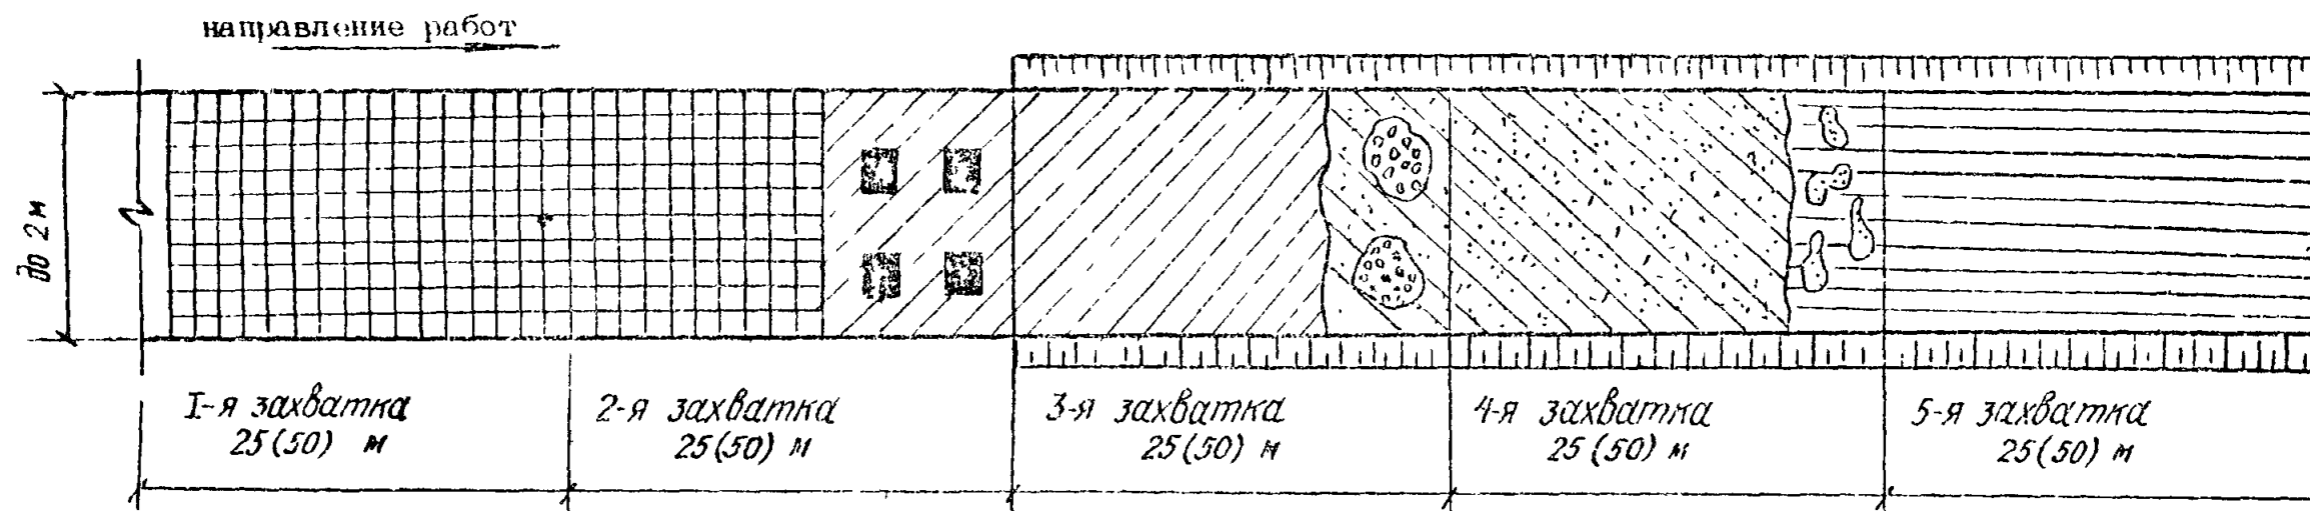 направление работ
до 2 м
I-я захватка
25(50) м
2-я захватка
25(50) м
3-я захватка
25(50) м
4-я захватка
25(50) м
5-я захватка
25(50) м